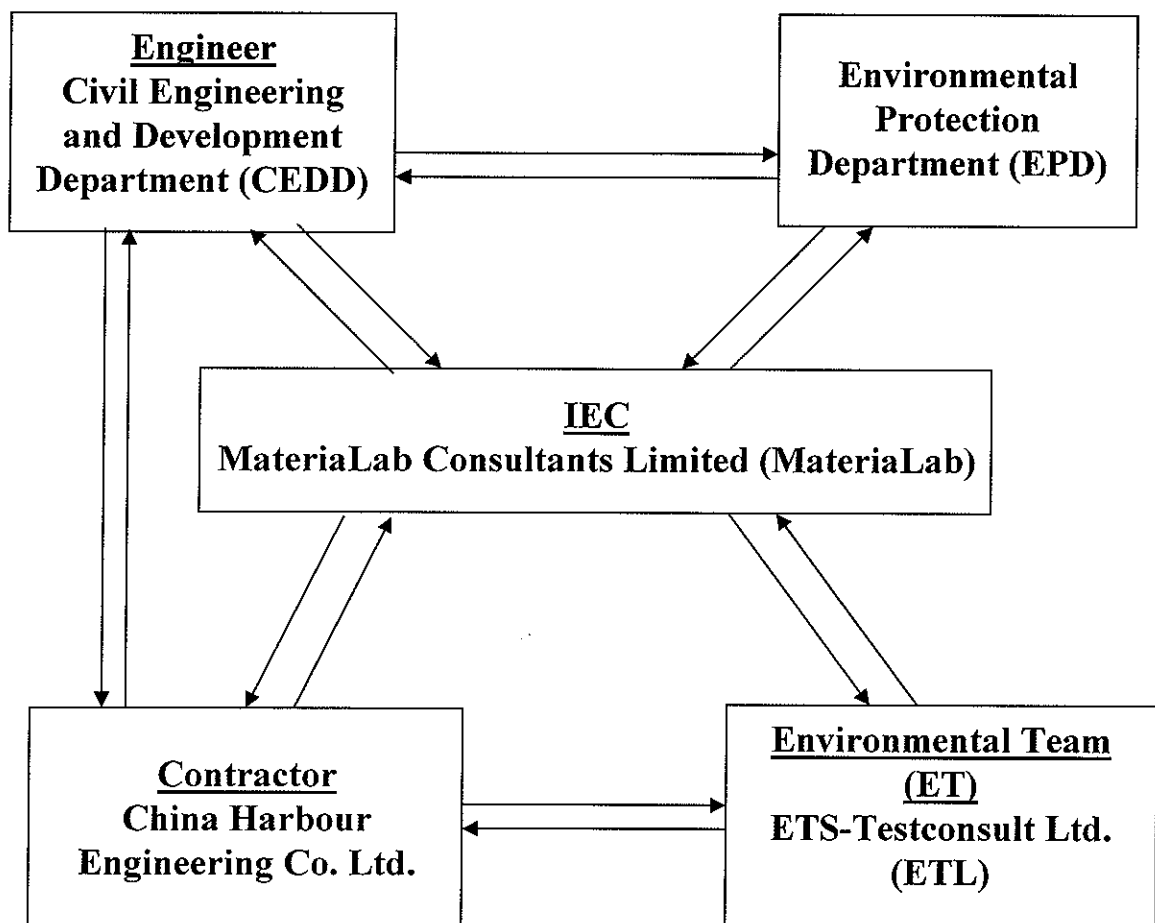 Engineer
Civil Engineering
and Development
Department (CEDD)
Environmental
Protection
Department (EPD)
IEC
MateriaLab Consultants Limited (MateriaLab)
Contractor
China Harbour
Engineering Co. Ltd.
Environmental Team
(ET)
ETS-Testconsult Ltd.
(ETL)